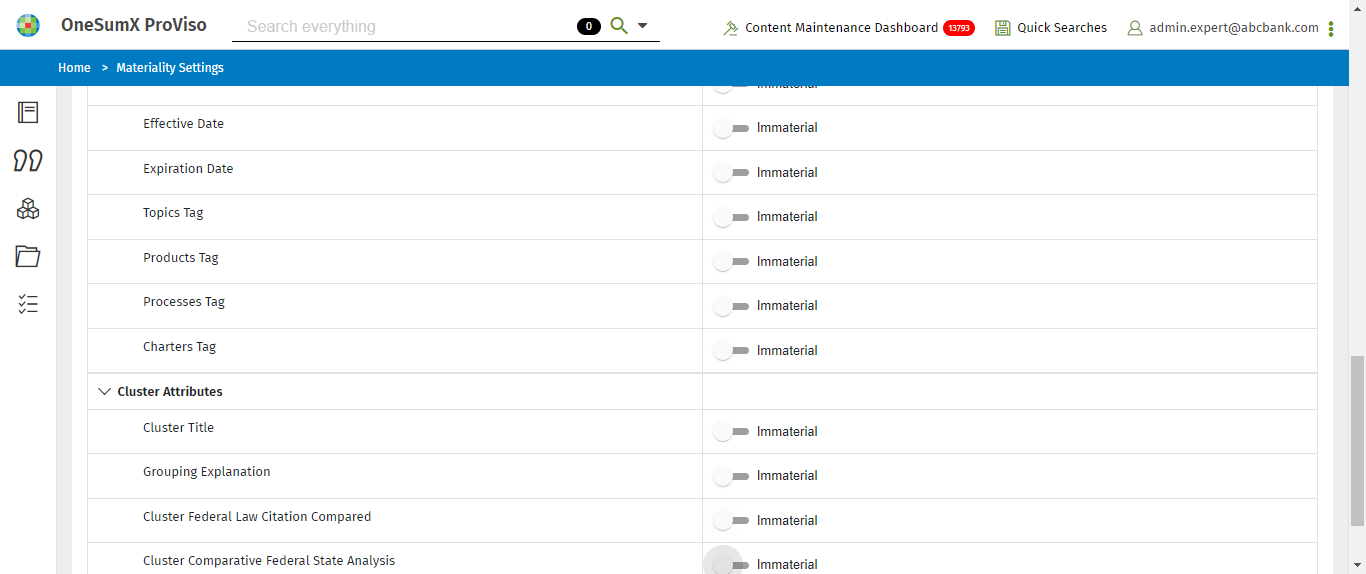 OneSumX ProViso
Search everything
0
Content Maintenance Dashboard 13793
Quick Searches
admin.expert@abcbank.com
Home > Materiality Settings
Immaterial
Effective Date
Immaterial
Expiration Date
Immaterial
Topics Tag
Immaterial
Products Tag
Immaterial
Processes Tag
Immaterial
Charters Tag
Immaterial
Cluster Attributes
Cluster Title
Immaterial
Grouping Explanation
Immaterial
Cluster Federal Law Citation Compared
Immaterial
Cluster Comparative Federal State Analysis
Immaterial